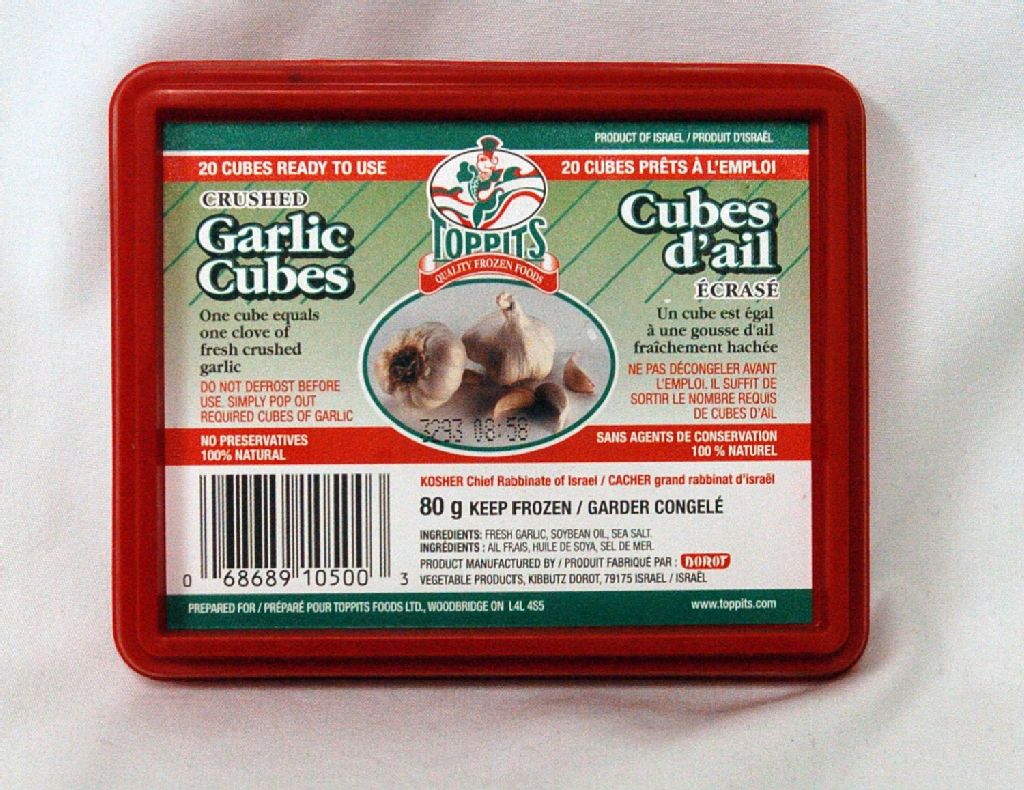 PRODUCT OF ISRAEL / PRODUIT D'ISRAËL
20 CUBES READY TO USE
20 CUBES PRÊTS À L'EMPLOI
TOPPITS
QUALITY FROZEN FOODS
CRUSHED
Garlic
Cubes
One cube equals
one clove of
fresh crushed
garlic
DO NOT DEFROST BEFORE
USE. SIMPLY POP OUT
REQUIRED CUBES OF GARLIC
NO PRESERVATIVES
100% NATURAL
Cubes
d'ail
ÉCRASÉ
Un cube est égal
à une gousse d'ail
fraîchement hachée
NE PAS DÉCONGELER AVANT
L'EMPLOI. IL SUFFIT DE
SORTIR LE NOMBRE REQUIS
DE CUBES D'AIL
SANS AGENTS DE CONSERVATION
100 % NATUREL
3293 08:58
KOSHER Chief Rabbinate of Israel / CACHER grand rabbinat d'israël
80 g KEEP FROZEN / GARDER CONGELÉ
INGREDIENTS: FRESH GARLIC, SOYBEAN OIL, SEA SALT.
INGRÉDIENTS : AIL FRAIS, HUILE DE SOYA, SEL DE MER.
PRODUCT MANUFACTURED BY / PRODUIT FABRIQUÉ PAR : DOROT
VEGETABLE PRODUCTS, KIBBUTZ DOROT, 79175 ISRAEL / ISRAËL
0 68689 10500 3
PREPARED FOR / PRÉPARÉ POUR TOPPITS FOODS LTD., WOODBRIDGE ON L4L 4S5
www.toppits.com